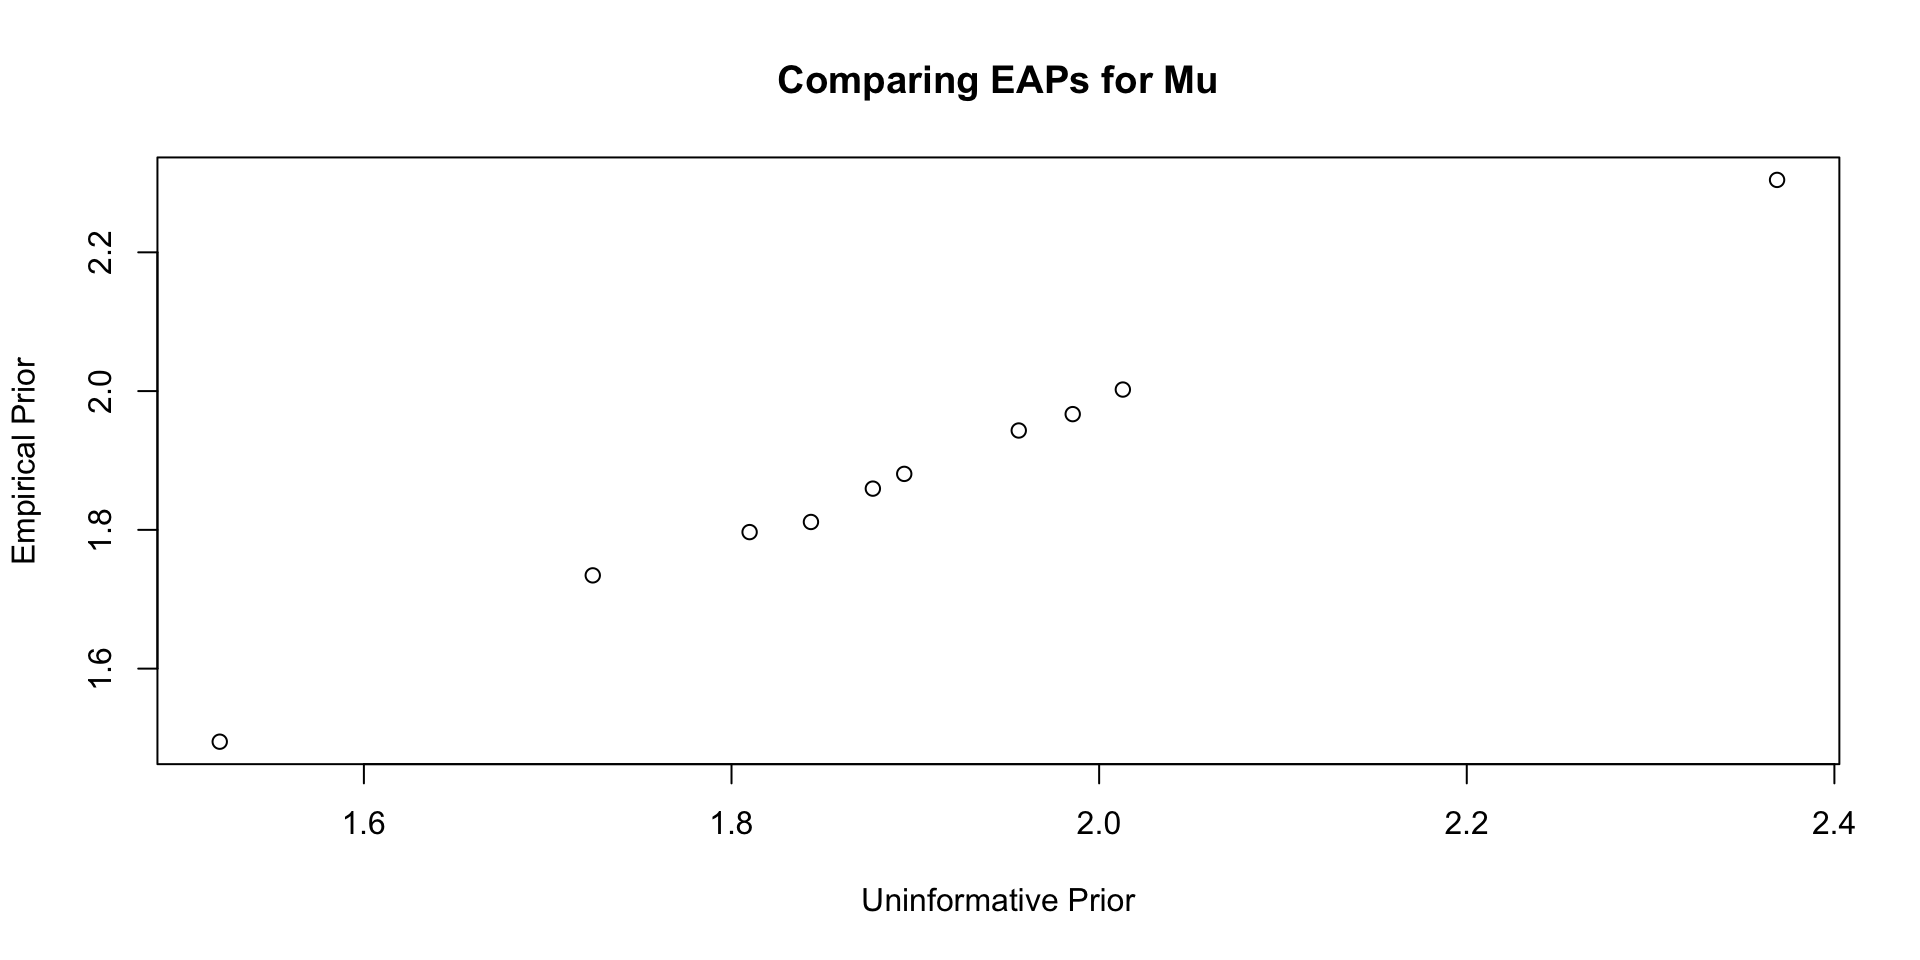 Comparing EAPs for Mu
Empirical Prior
2.2
2.0
1.8
1.6
1.6 1.8 2.0 2.2 2.4
Uninformative Prior